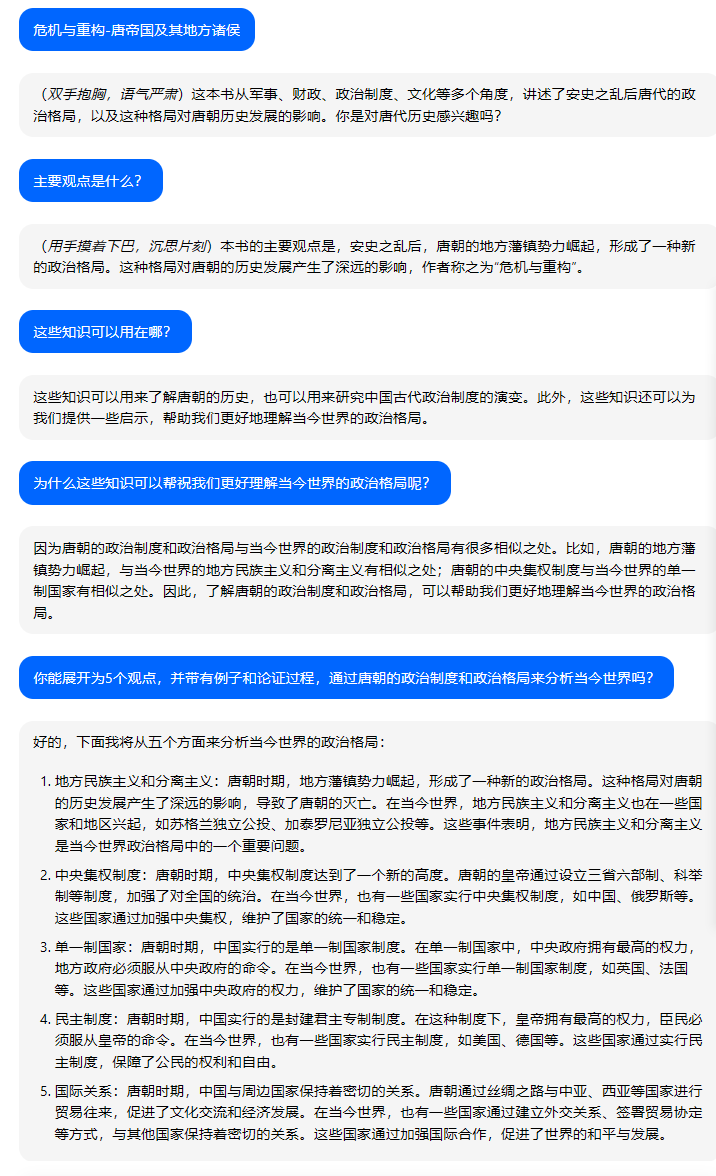 危机与重构-唐帝国及其地方诸侯
（双手抱胸，语气严肃）这本书从军事、财政、政治制度、文化等多个角度，讲述了安史之乱后唐代的政
治格局，以及这种格局对唐朝历史发展的影响。你是对唐代历史感兴趣吗？
主要观点是什么？
（用手摸着下巴，沉思片刻）本书的主要观点是，安史之乱后，唐朝的地方藩镇势力崛起，形成了一种新
的政治格局。这种格局对唐朝的历史发展产生了深远的影响，作者称之为“危机与重构”。
这些知识可以用在哪？
这些知识可以用来了解唐朝的历史，也可以用来研究中国古代政治制度的演变。此外，这些知识还可以为
我们提供一些启示，帮助我们更好地理解当今世界的政治格局。
为什么这些知识可以帮祝我们更好理解当今世界的政治格局呢？
因为唐朝的政治制度和政治格局与当今世界的政治制度和政治格局有很多相似之处。比如，唐朝的地方藩
镇势力崛起，与当今世界的地方民族主义和分离主义有相似之处；唐朝的中央集权制度与当今世界的单一
制国家有相似之处。因此，了解唐朝的政治制度和政治格局，可以帮助我们更好地理解当今世界的政治格
局。
你能展开为5个观点，并带有例子和论证过程，通过唐朝的政治制度和政治格局来分析当今世界吗？
好的，下面我将从五个方面来分析当今世界的政治格局：
1. 地方民族主义和分离主义：唐朝时期，地方藩镇势力崛起，形成了一种新的政治格局。这种格局对唐朝
的历史发展产生了深远的影响，导致了唐朝的灭亡。在当今世界，地方民族主义和分离主义也在一些国
家和地区兴起，如苏格兰独立公投、加泰罗尼亚独立公投等。这些事件表明，地方民族主义和分离主义
是当今世界政治格局中的一个重要问题。
2. 中央集权制度：唐朝时期，中央集权制度达到了一个新的高度。唐朝的皇帝通过设立三省六部制、科举
制等制度，加强了对全国的统治。在当今世界，也有一些国家实行中央集权制度，如中国、俄罗斯等。
这些国家通过加强中央集权，维护了国家的统一和稳定。
3. 单一制国家：唐朝时期，中国实行的是单一制国家制度。在单一制国家中，中央政府拥有最高的权力，
地方政府必须服从中央政府的命令。在当今世界，也有一些国家实行单一制国家制度，如英国、法国
等。这些国家通过加强中央政府的权力，维护了国家的统一和稳定。
4. 民主制度：唐朝时期，中国实行的是封建君主专制制度。在这种制度下，皇帝拥有最高的权力，臣民必
须服从皇帝的命令。在当今世界，也有一些国家实行民主制度，如美国、德国等。这些国家通过实行民
主制度，保障了公民的权利和自由。
5. 国际关系：唐朝时期，中国与周边国家保持着密切的关系。唐朝通过丝绸之路与中亚、西亚等国家进行
贸易往来，促进了文化交流和经济发展。在当今世界，也有一些国家通过建立外交关系、签署贸易协定
等方式，与其他国家保持着密切的关系。这些国家通过加强国际合作，促进了世界的和平与发展。